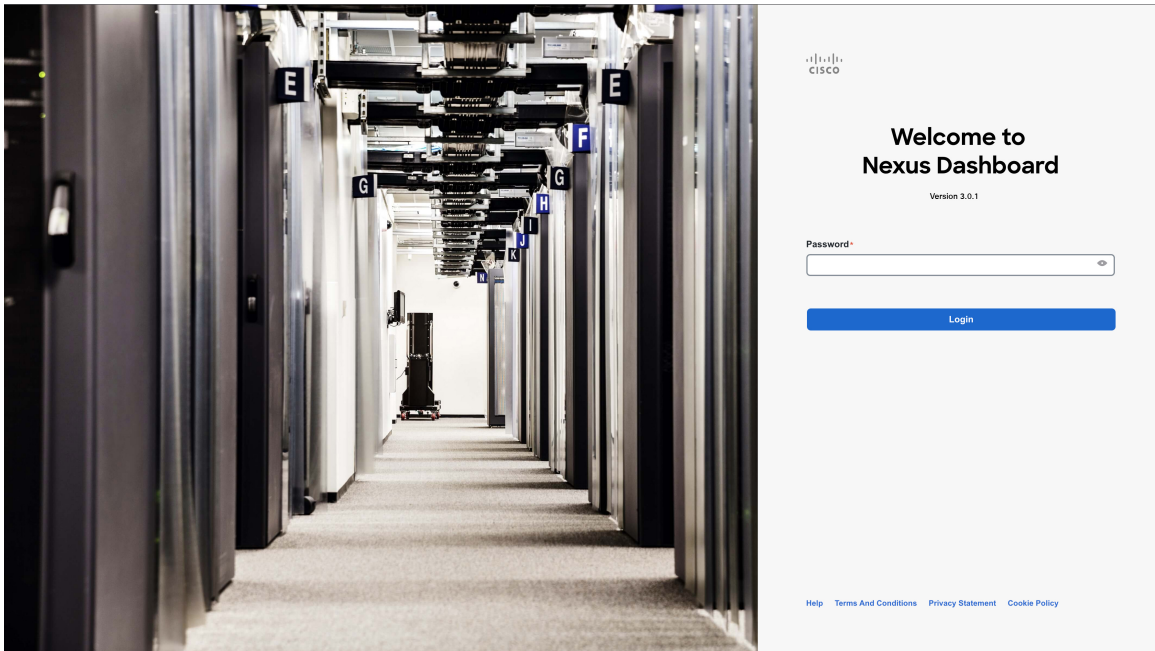 E
E
F
G
G
H
I
J
K
N
CISCO
Welcome to
Nexus Dashboard
Version 3.0.1
Password*
Login
Help Terms And Conditions Privacy Statement Cookie Policy